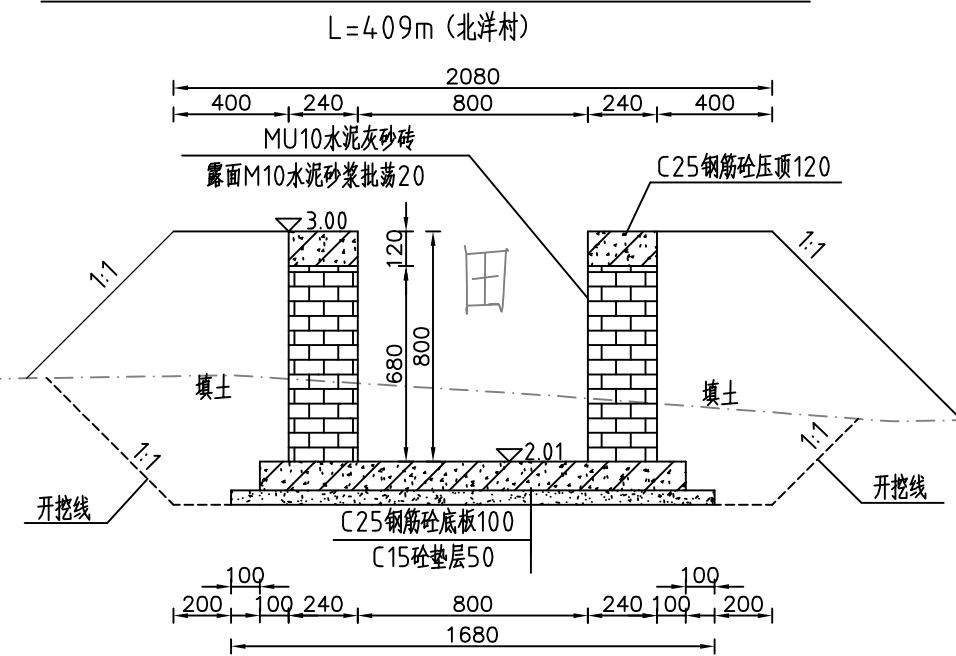 L=409m（北洋村）
2080
400 240 800 240 400
MU10水泥灰砂砖
露面M10水泥砂浆批荡20
C25钢筋砼压顶120
3.00
120
1:1
1:1
田
680
800
填土
填土
1:1
1:1
2.01
开挖线
开挖线
C25钢筋砼底板100
C15砼垫层50
100 100
200 100 240 800 240 100 200
1680